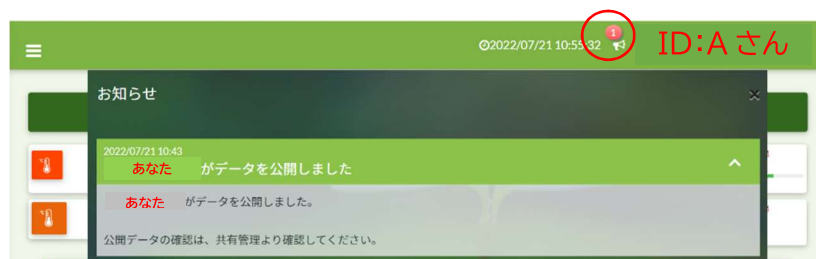 2022/07/21 10:55:32
1
ID:A さん
お知らせ
2022/07/21 10:43
あなた がデータを公開しました
あなた がデータを公開しました。
公開データの確認は、共有管理より確認してください。